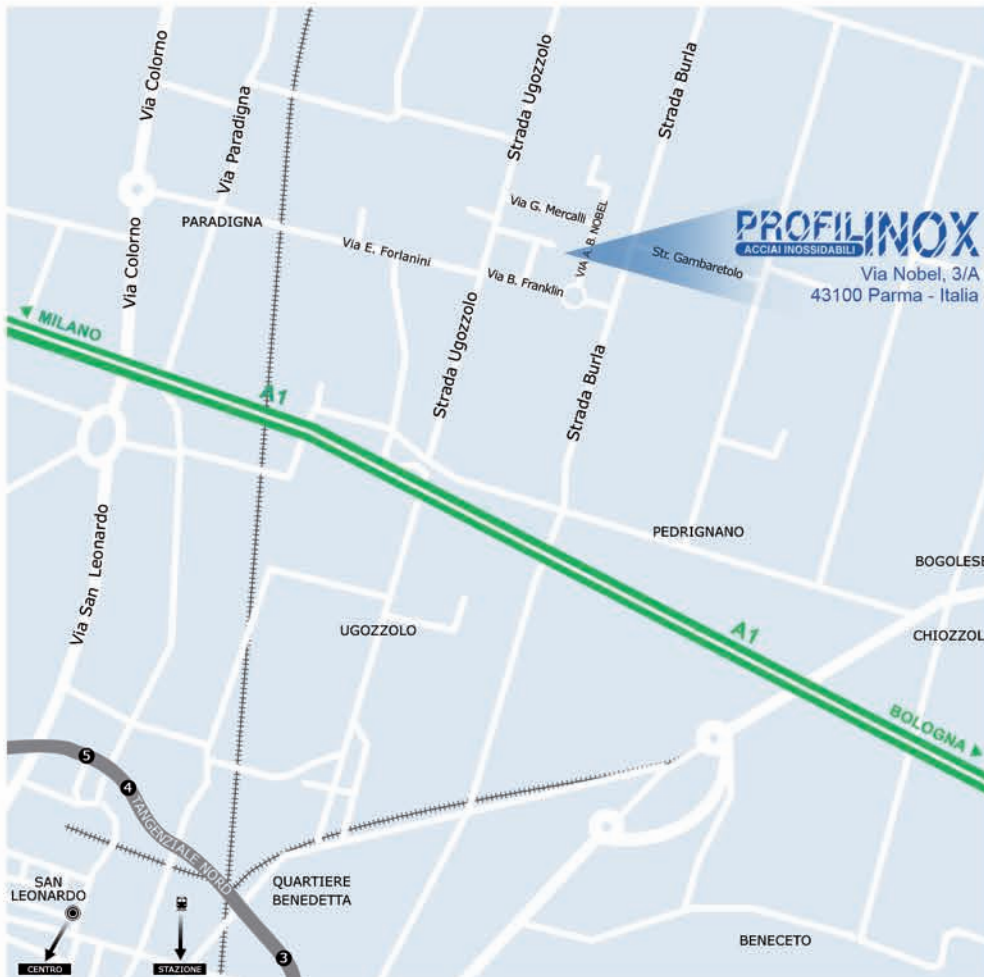 Via Colorno
Via Paradigna
Strada Ugozzolo
Strada Burla
Via G. Mercalli
VIA A. B. NOBEL
PROFILINOX
ACCIAI INOSSIDABILI
Via Nobel, 3/A
43100 Parma - Italia
PARADIGNA
Via E. Forlanini
Via B. Franklin
Str. Gambaretolo
Via Colorno
MILANO
A1
Strada Ugozzolo
Strada Burla
Via San Leonardo
PEDRIGNANO
BOGOLESE
UGOZZOLO
A1
CHIOZZOL
BOLOGNA
5
4
TANGENZIALE NORD
SAN
LEONARDO
QUARTIERE
BENEDETTA
3
BENECETO
CENTRO
STAZIONE